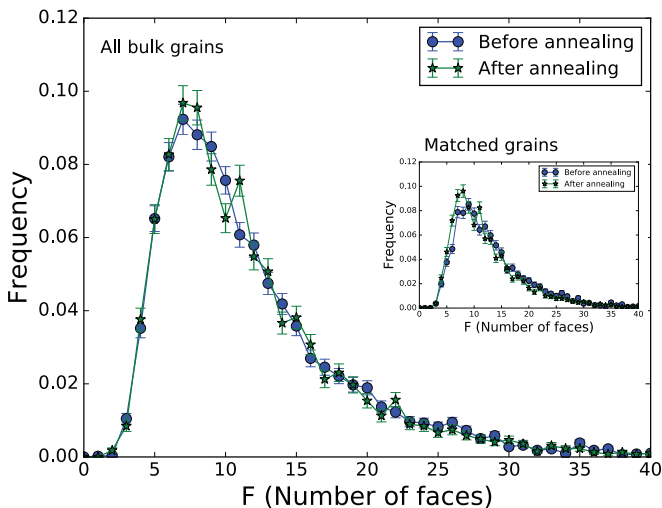 All bulk grains
Before annealing
After annealing
Frequency
0.12
0.10
0.08
0.06
0.04
0.02
0.00
0 5 10 15 20 25 30 35 40
F (Number of faces)
Matched grains
Before annealing
After annealing
Frequency
0.12
0.10
0.08
0.06
0.04
0.02
0.00
0 5 10 15 20 25 30 35 40
F (Number of faces)